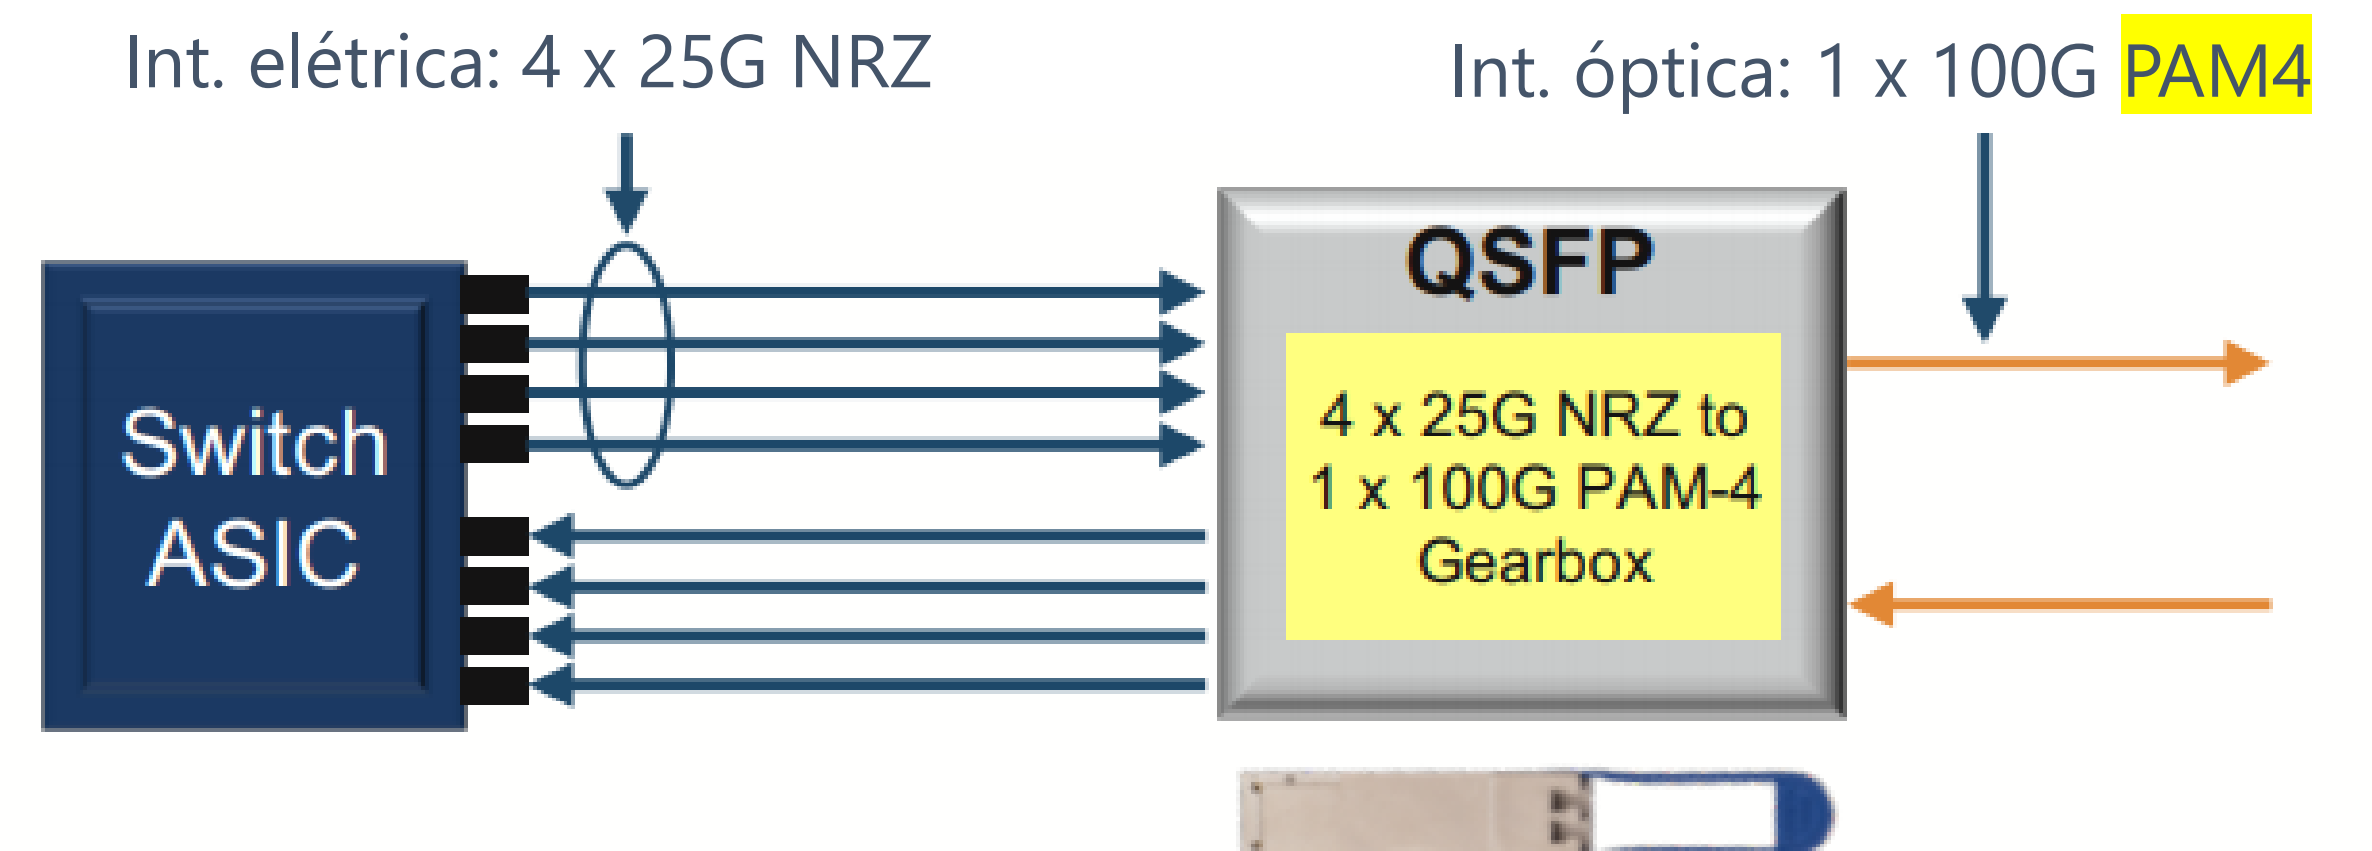 Int. elétrica: 4 x 25G NRZ
Int. óptica: 1 x 100G PAM4
Switch
ASIC
QSFP
4 x 25G NRZ to
1 x 100G PAM-4
Gearbox